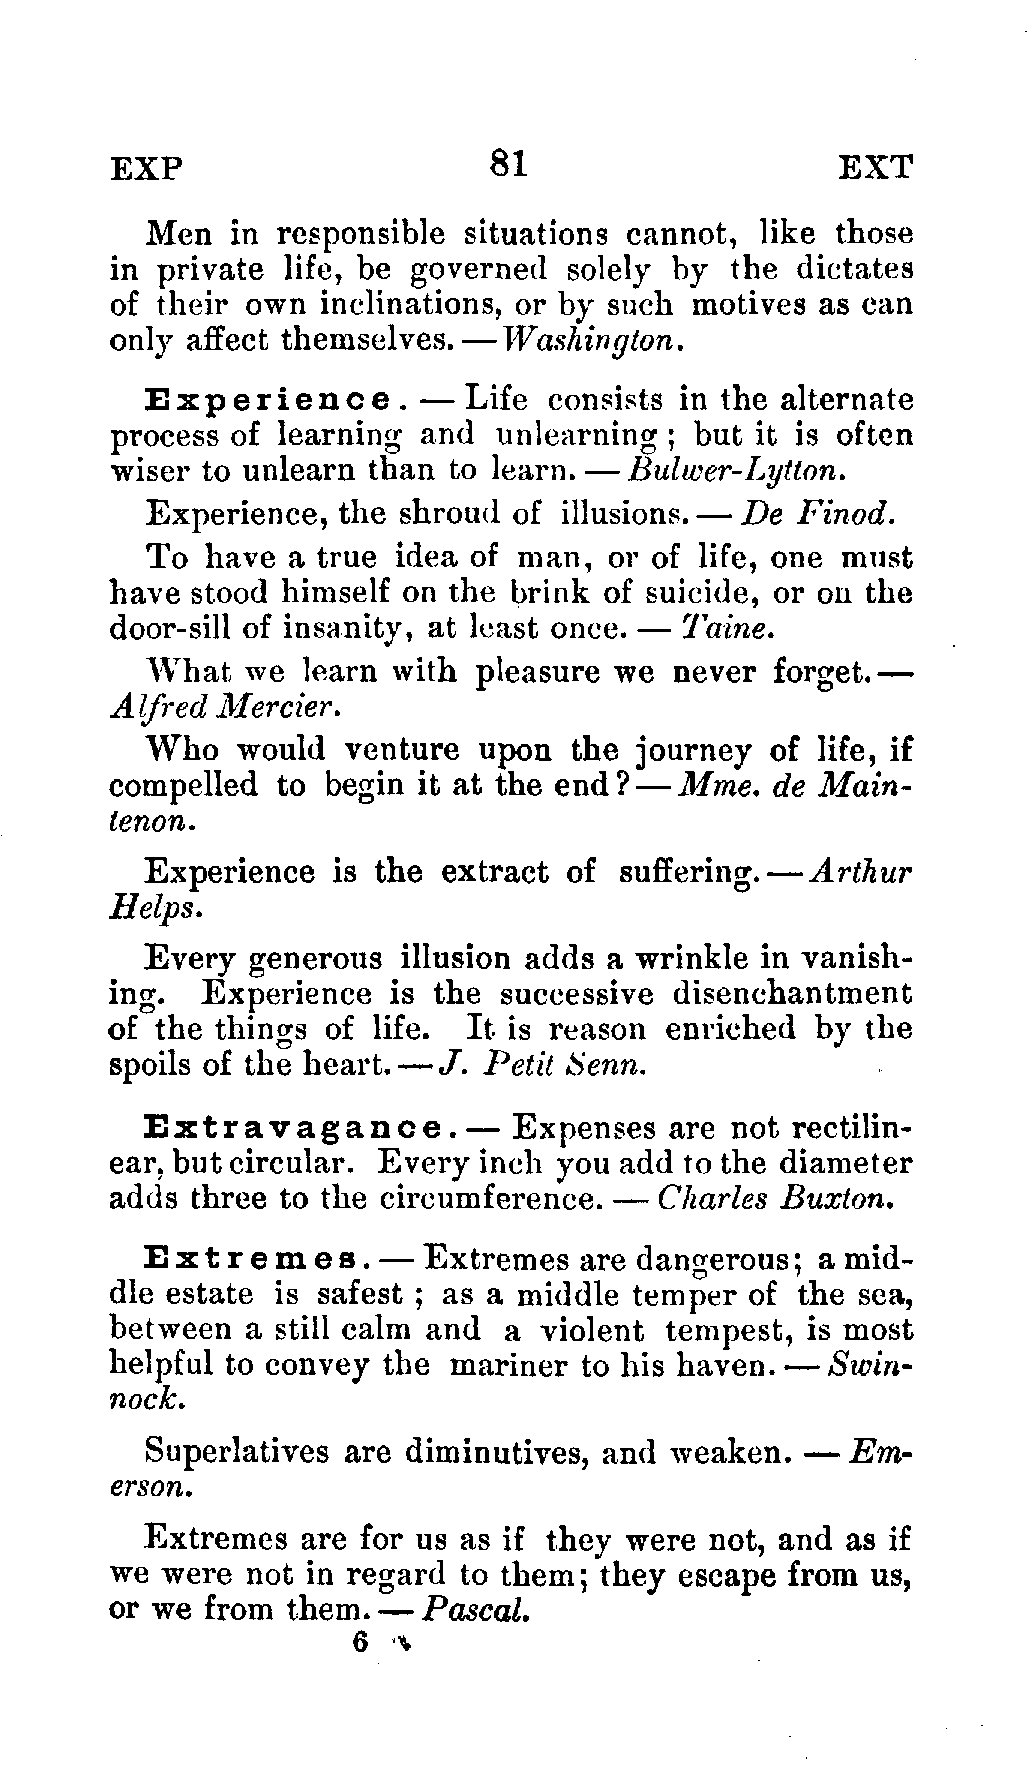 EXP 81 EXT
Men in responsible situations cannot, like those
in private life, be governed solely by the dictates
of their own inclinations, or by such motives as can
only affect themselves. — Washington.
Experience. — Life consists in the alternate
process of learning and unlearning; but it is often
wiser to unlearn than to learn. — Bulwer-Lytton.
Experience, the shroud of illusions. — De Finod.
To have a true idea of man, or of life, one must
have stood himself on the brink of suicide, or on the
door-sill of insanity, at least once. — Taine.
What we learn with pleasure we never forget. —
Alfred Mercier.
Who would venture upon the journey of life, if
compelled to begin it at the end? — Mme. de Main-
tenon.
Experience is the extract of suffering. — Arthur
Helps.
Every generous illusion adds a wrinkle in vanish-
ing. Experience is the successive disenchantment
of the things of life. It is reason enriched by the
spoils of the heart. — J. Petit Senn.
Extravagance. — Expenses are not rectilin-
ear, but circular. Every inch you add to the diameter
adds three to the circumference. — Charles Buxton.
Extremes. — Extremes are dangerous; a mid-
dle estate is safest; as a middle temper of the sea,
between a still calm and a violent tempest, is most
helpful to convey the mariner to his haven. — Swin-
nock.
Superlatives are diminutives, and weaken. — Em-
erson.
Extremes are for us as if they were not, and as if
we were not in regard to them; they escape from us,
or we from them. — Pascal.
6